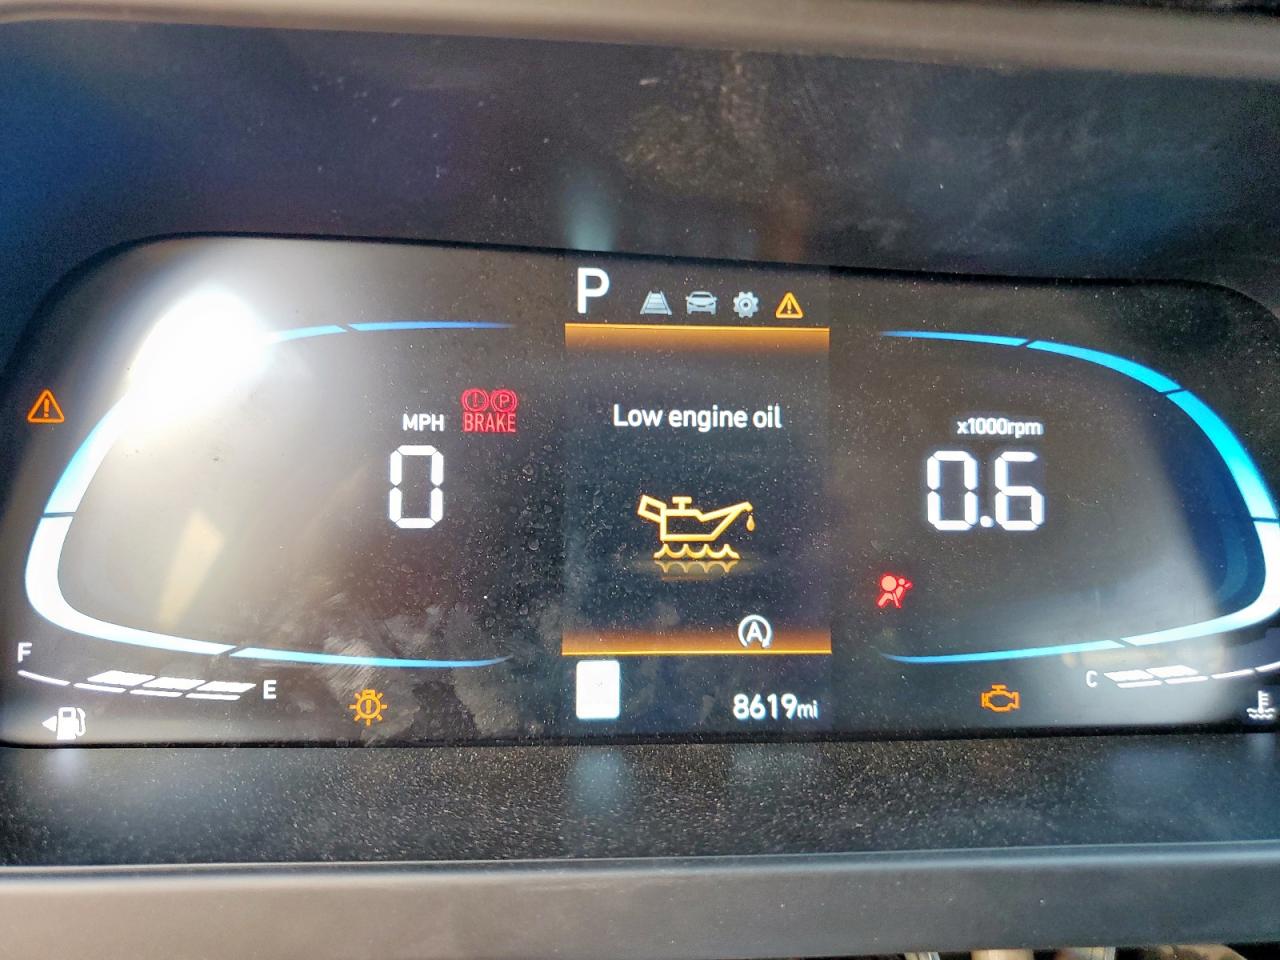 P
MPH
BRAKE
P
0
Low engine oil
x1000rpm
0.6
A
F
E
8619mi
C